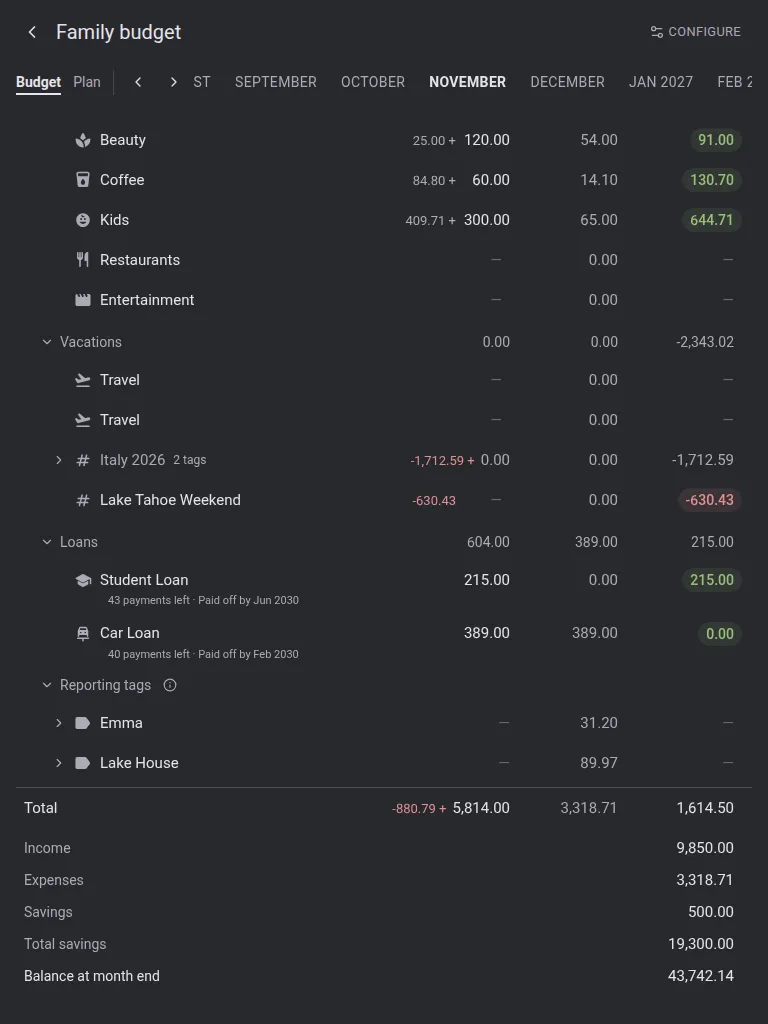 Family budget CONFIGURE
Budget Plan ST SEPTEMBER OCTOBER NOVEMBER DECEMBER JAN 2027 FEB 2
Beauty 25.00 + 120.00 54.00 91.00
Coffee 84.80 + 60.00 14.10 130.70
Kids 409.71 + 300.00 65.00 644.71
Restaurants — 0.00 —
Entertainment — 0.00 —
Vacations 0.00 0.00 -2,343.02
Travel — 0.00 —
Travel — 0.00 —
# Italy 2026 2 tags -1,712.59 + 0.00 0.00 -1,712.59
# Lake Tahoe Weekend -630.43 — 0.00 -630.43
Loans 604.00 389.00 215.00
Student Loan 215.00 0.00 215.00
43 payments left · Paid off by Jun 2030
Car Loan 389.00 389.00 0.00
40 payments left · Paid off by Feb 2030
Reporting tags
Emma — 31.20 —
Lake House — 89.97 —
Total -880.79 + 5,814.00 3,318.71 1,614.50
Income 9,850.00
Expenses 3,318.71
Savings 500.00
Total savings 19,300.00
Balance at month end 43,742.14